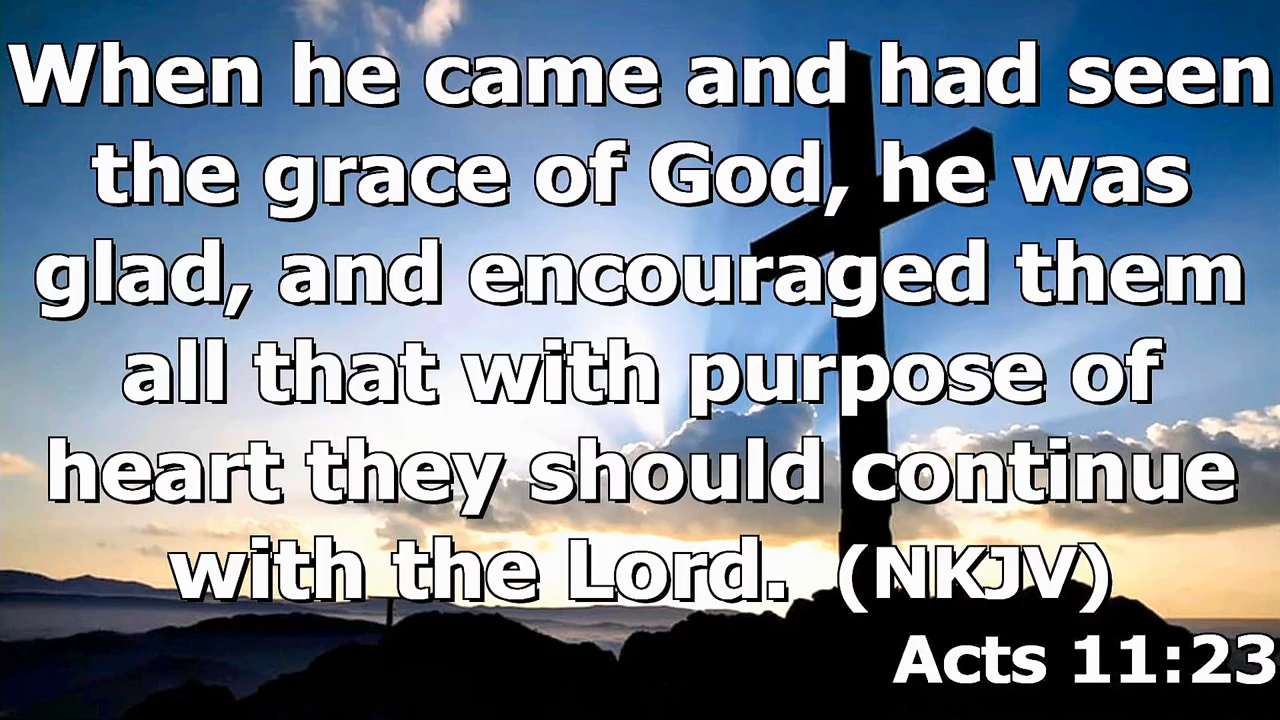 When he came and had seen
the grace of God, he was
glad, and encouraged them
all that with purpose of
heart they should continue
with the Lord.  (NKJV)
Acts 11:23